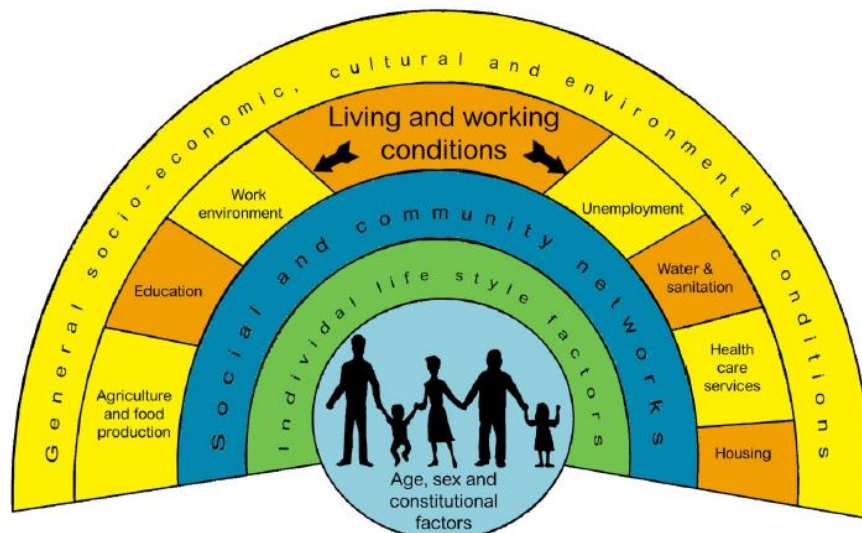 General socio-economic, cultural and environmental conditions
Living and working
conditions
Work
environment
Unemployment
Education
Water &
sanitation
Agriculture
and food
production
Health
care
services
Housing
Social and community networks
Individal life style factors
Age, sex and
constitutional
factors